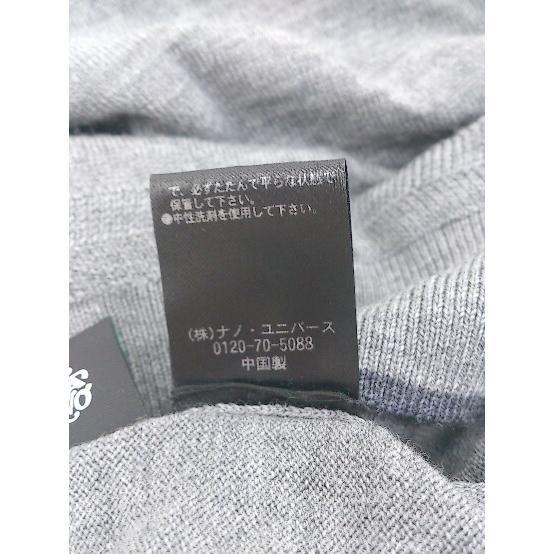 で、必ずたたんで平らな状態で
保管して下さい。
●中性洗剤を使用して下さい。
(株)ナノ・ユニバース
0120-70-5088
中国製